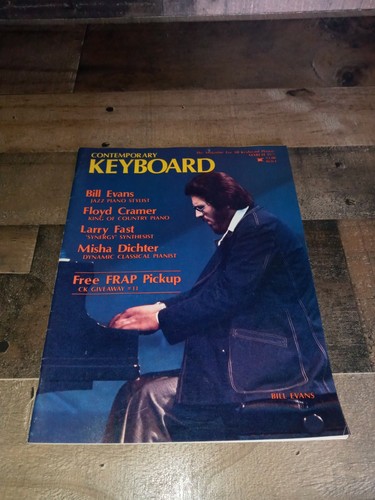 CONTEMPORARY
KEYBOARD
Bill Evans
JAZZ PIANO STYLIST
Floyd Cramer
KING OF COUNTRY PIANO
Larry Fast
"SYNERGY" SYNTHESIST
Misha Dichter
DYNAMIC CLASSICAL PIANIST
Free FRAP Pickup
CK GIVEAWAY #11
BILL EVANS